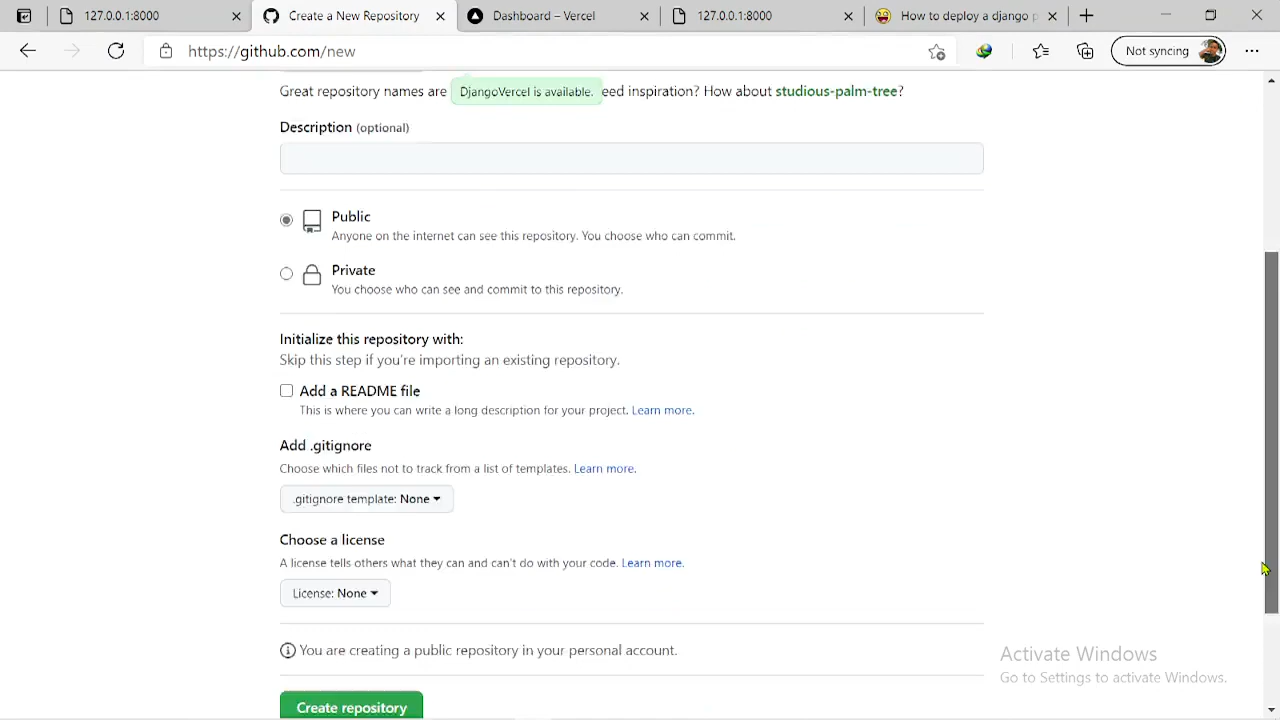 127.0.0.1:8000
Create a New Repository
Dashboard – Vercel
127.0.0.1:8000
How to deploy a django p
https://github.com/new
Not syncing
Great repository names are DjangoVercel is available. eed inspiration? How about studious-palm-tree?
Description (optional)
Public
Anyone on the internet can see this repository. You choose who can commit.
Private
You choose who can see and commit to this repository.
Initialize this repository with:
Skip this step if you're importing an existing repository.
Add a README file
This is where you can write a long description for your project. Learn more.
Add .gitignore
Choose which files not to track from a list of templates. Learn more.
.gitignore template: None
Choose a license
A license tells others what they can and can't do with your code. Learn more.
License: None
You are creating a public repository in your personal account.
Create repository
Activate Windows
Go to Settings to activate Windows.